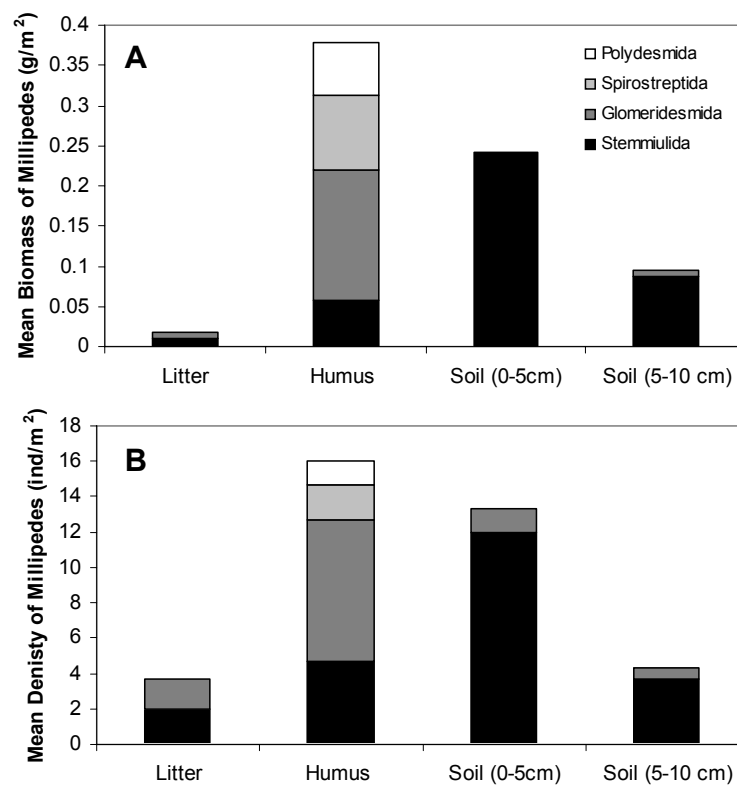 Mean Biomass of Millipedes (g/m²)
0.4
0.35
0.3
0.25
0.2
0.15
0.1
0.05
0
A
Polydesmida
Spirostreptida
Glomeridesmida
Stemmiulida
Litter Humus Soil (0-5cm) Soil (5-10 cm)
Mean Denisty of Millipedes (ind/m²)
18
16
14
12
10
8
6
4
2
0
B
Litter Humus Soil (0-5cm) Soil (5-10 cm)